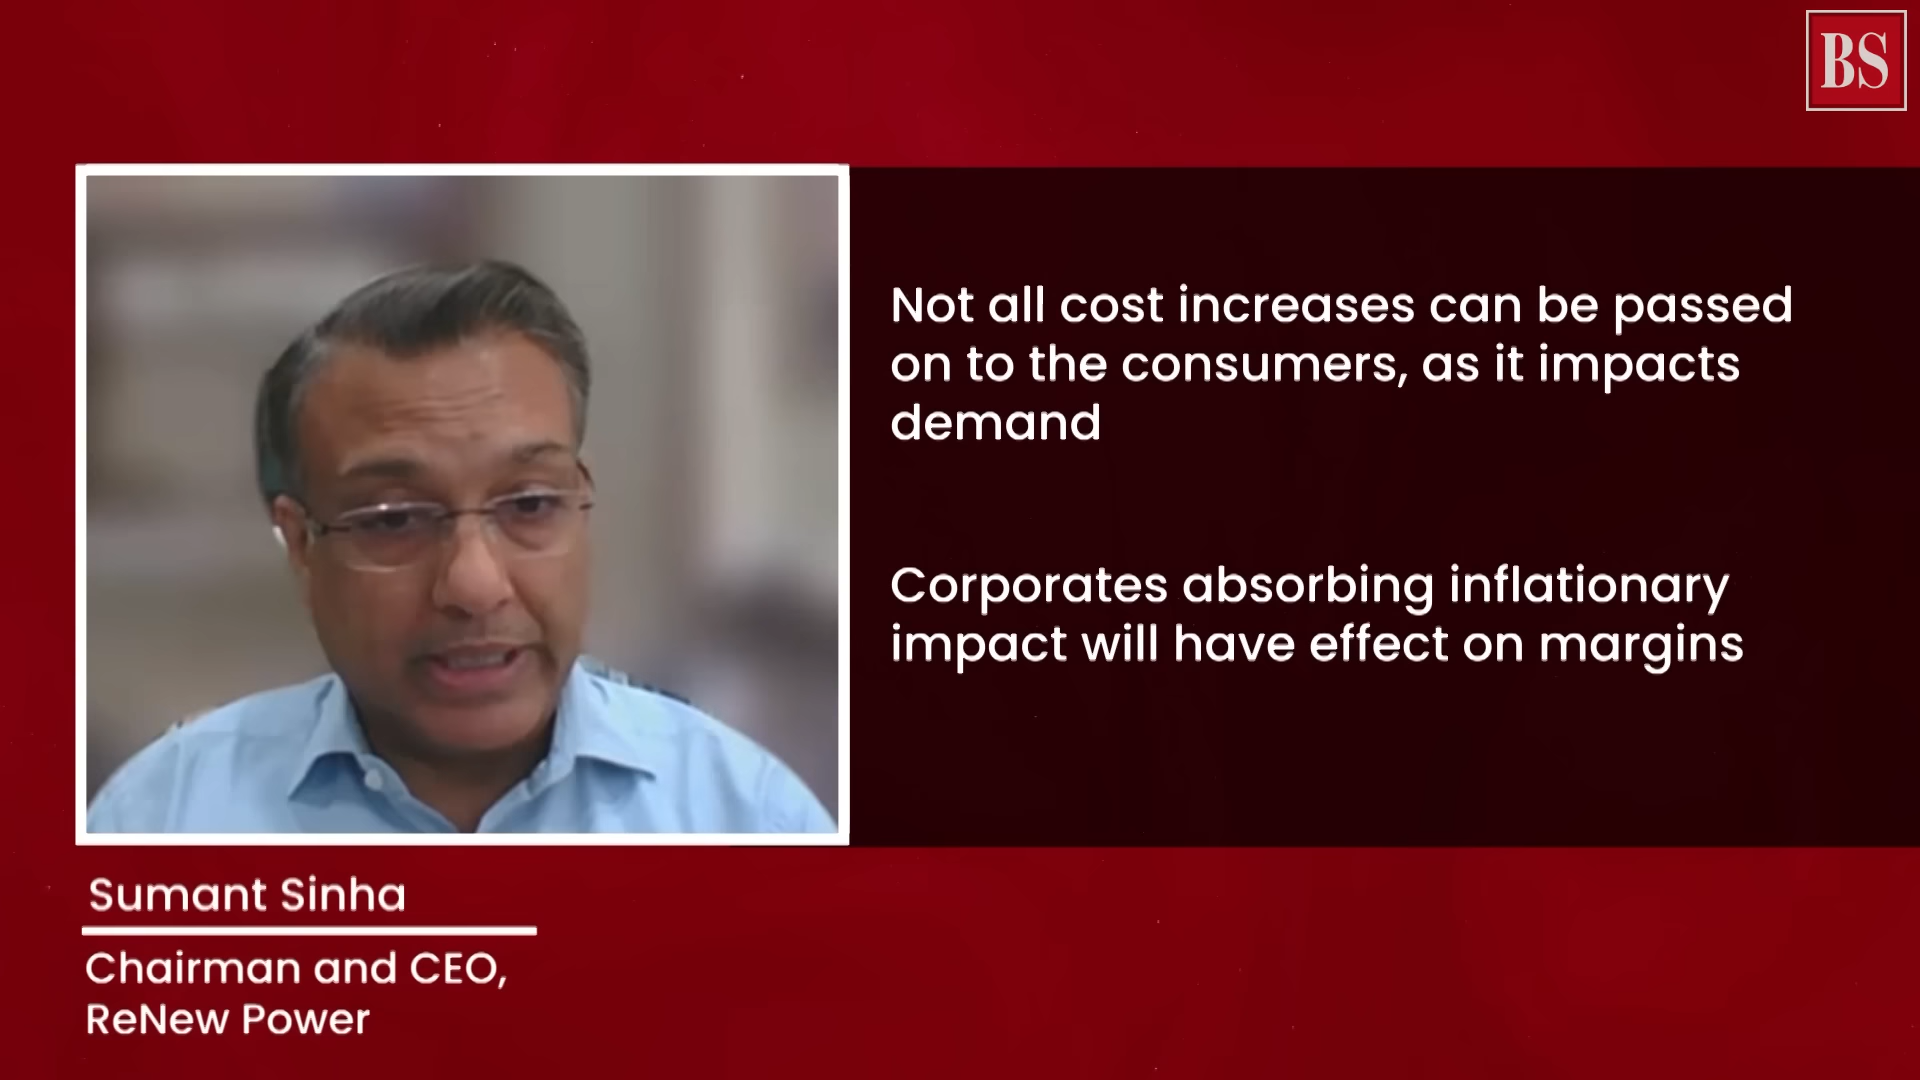 BS
Not all cost increases can be passed
on to the consumers, as it impacts
demand
Corporates absorbing inflationary
impact will have effect on margins
Sumant Sinha
Chairman and CEO,
ReNew Power